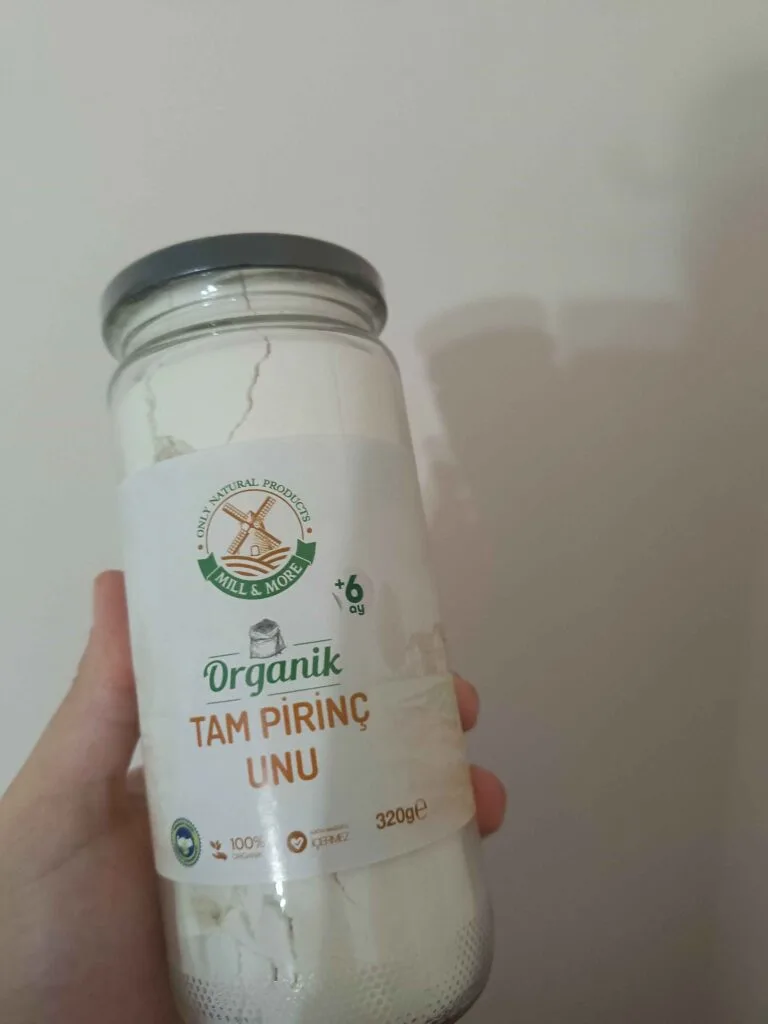 ONLY NATURAL PRODUCTS
MILL & MORE
+6
ay
Organik
TAM PİRİNÇ
UNU
320g℮
100%
İÇERMEZ